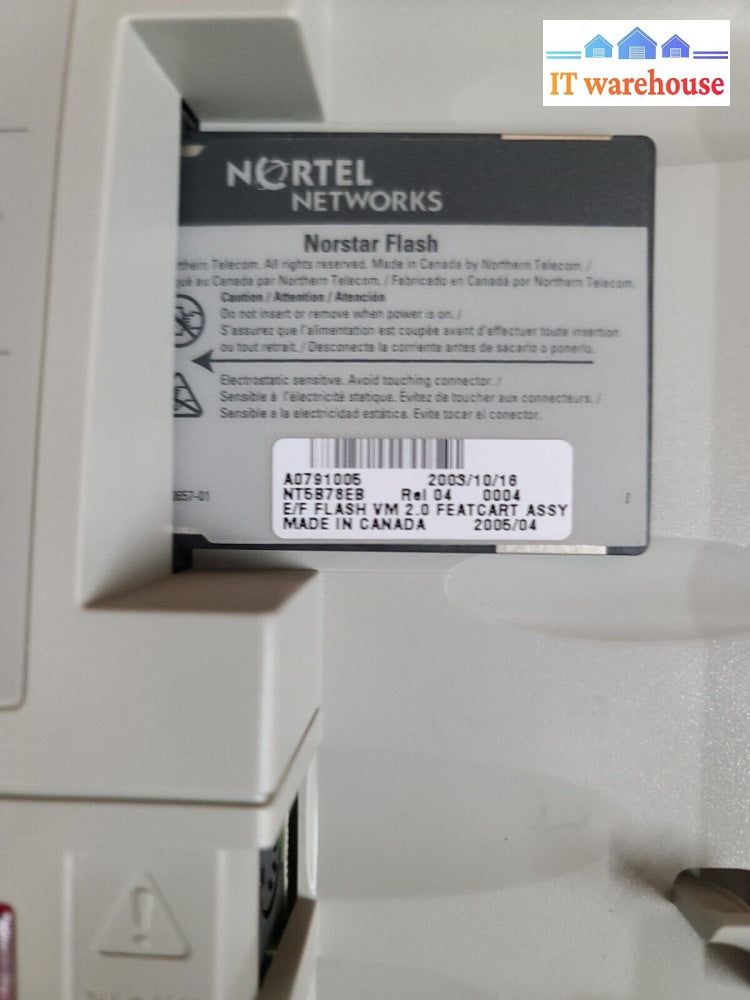 IT warehouse
NORTEL
NETWORKS
Norstar Flash
thern Telecom. All rights reserved. Made in Canada by Northern Telecom. /
qué au Canada par Northern Telecom. / Fabricado en Canadá por Northern Telecom.
Caution / Attention / Atención
Do not insert or remove when power is on. /
S'assurez que l'alimentation est coupée avant d'effectuer toute insertion
ou tout retrait. / Desconecte la corriente antes de sacarlo o ponerlo.
Electrostatic sensitive. Avoid touching connector. /
Sensible à l'électricité statique. Evitez de toucher aux connecteurs. /
Sensible a la electricidad estática. Evite tocar el conector.
A0791005 2003/10/16
NT5B78EB Rel 04 0004
E/F FLASH VM 2.0 FEATCART ASSY
MADE IN CANADA 2005/04
0657-01